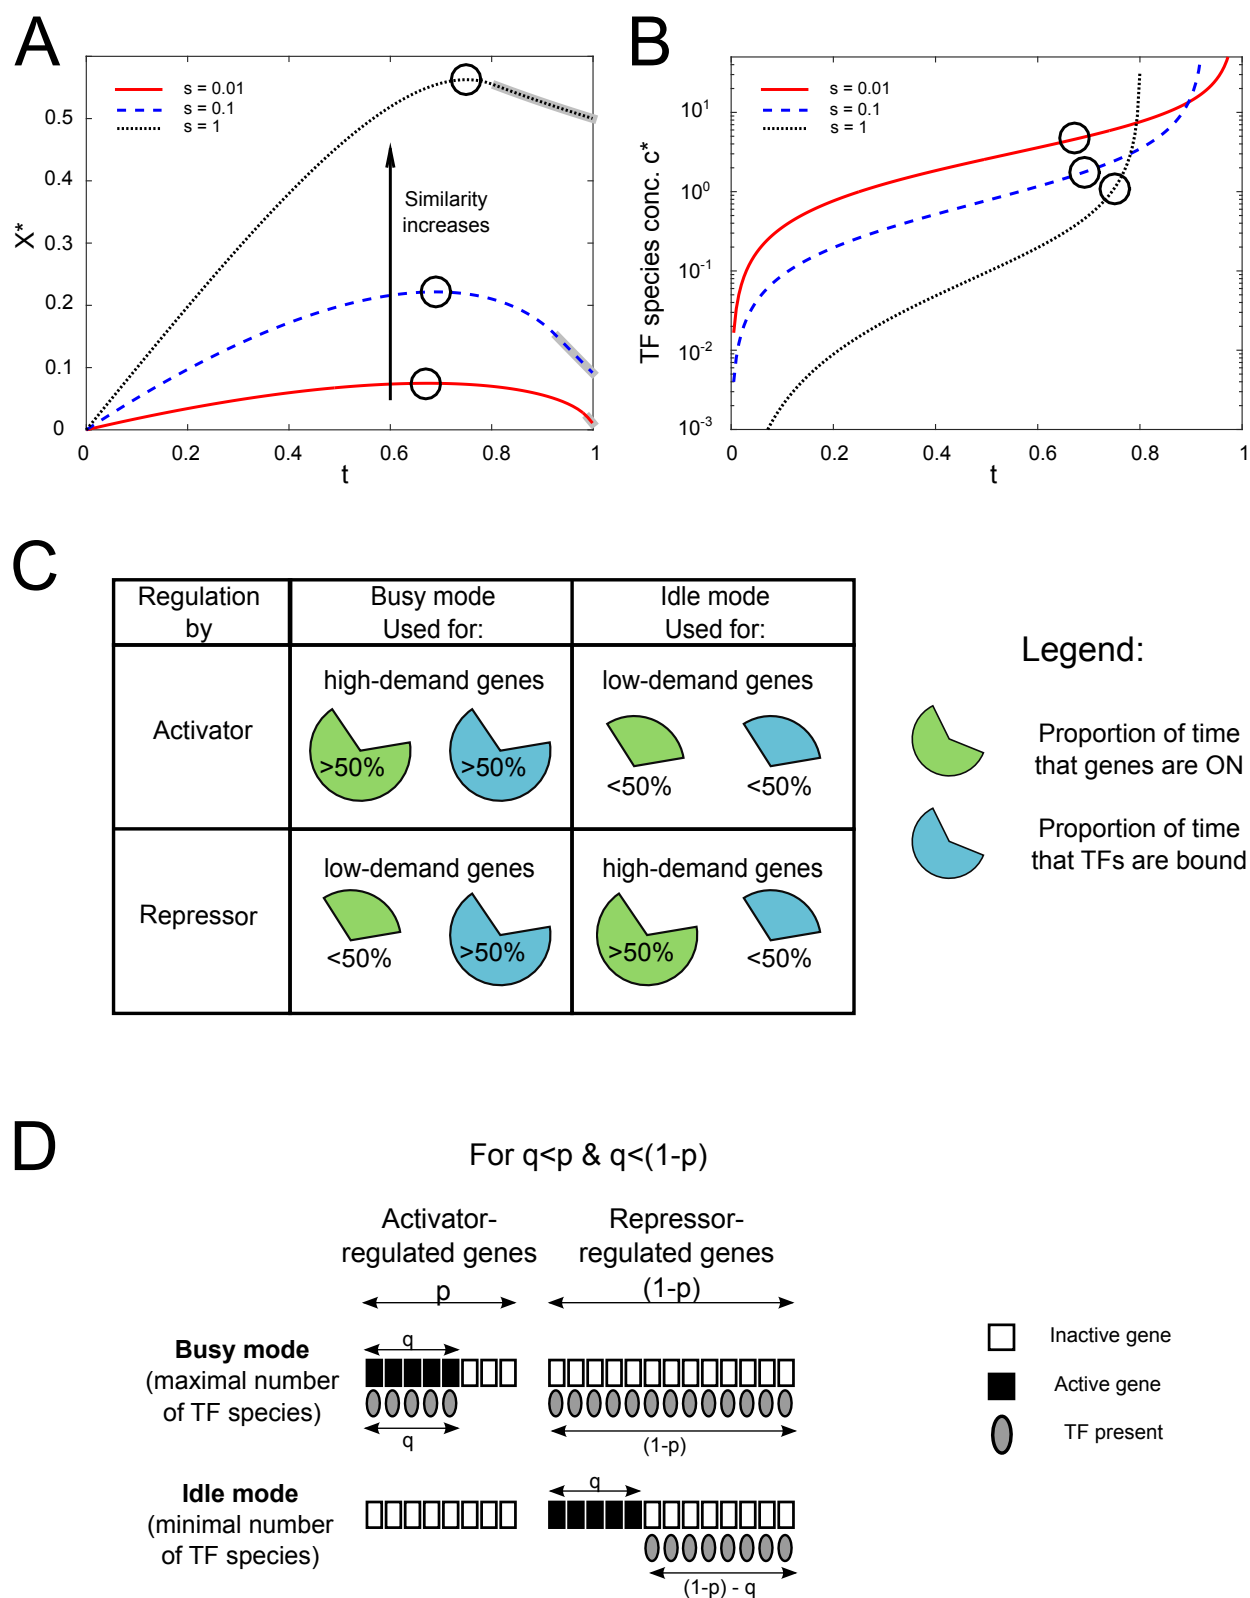 A
s = 0.01
s = 0.1
s = 1
Similarity
increases
X*
0.5
0.4
0.3
0.2
0.1
0
0
0.2
0.4
0.6
0.8
1
t
B
s = 0.01
s = 0.1
s = 1
TF species conc. c*
10^1
10^0
10^-1
10^-2
10^-3
0
0.2
0.4
0.6
0.8
1
t
C
Regulation
by
Busy mode
Used for:
Idle mode
Used for:
Activator
high-demand genes
>50%
>50%
low-demand genes
<50%
<50%
Repressor
low-demand genes
<50%
>50%
high-demand genes
>50%
<50%
Legend:
Proportion of time
that genes are ON
Proportion of time
that TFs are bound
D
For q<p & q<(1-p)
Activator-
regulated genes
p
Repressor-
regulated genes
(1-p)
Busy mode
(maximal number
of TF species)
q
q
(1-p)
Idle mode
(minimal number
of TF species)
q
(1-p) - q
Inactive gene
Active gene
TF present